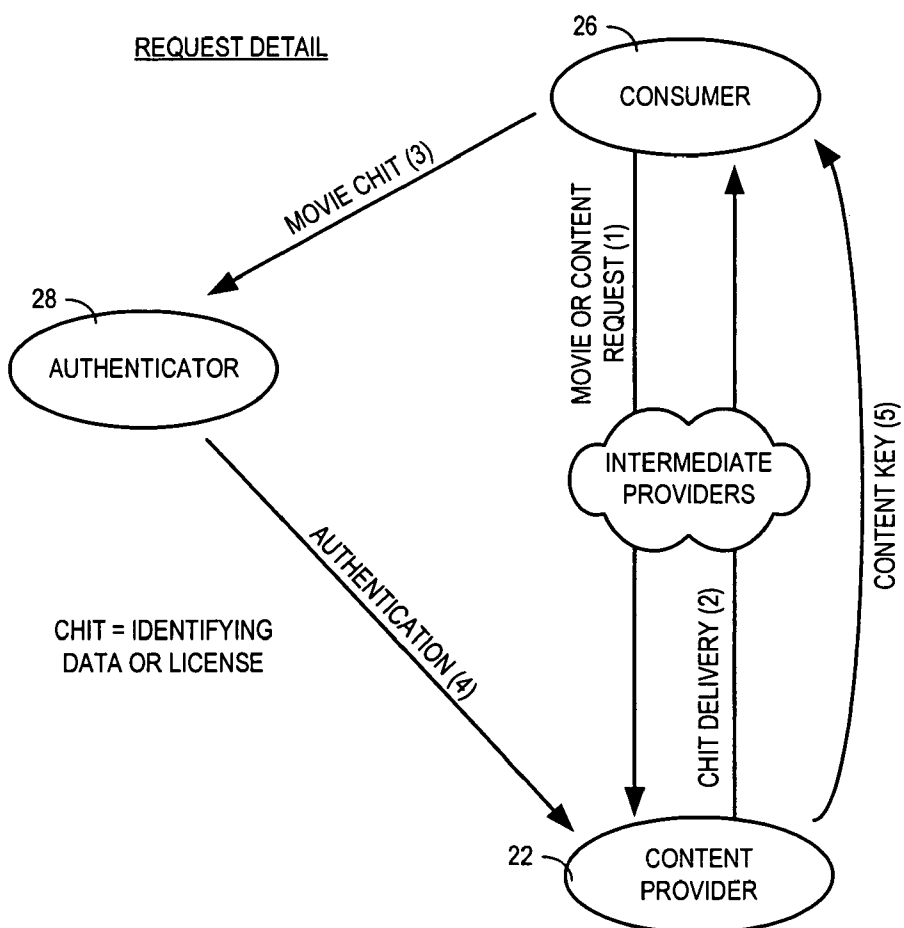 REQUEST DETAIL
26
CONSUMER
MOVIE CHIT (3)
MOVIE OR CONTENT
REQUEST (1)
28
AUTHENTICATOR
INTERMEDIATE
PROVIDERS
CONTENT KEY (5)
AUTHENTICATION (4)
CHIT = IDENTIFYING
DATA OR LICENSE
CHIT DELIVERY (2)
22
CONTENT
PROVIDER